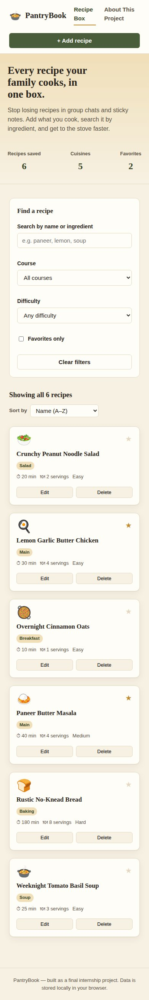 PantryBook
Recipe
Box
About This
Project
+ Add recipe
Every recipe your
family cooks, in
one box.
Stop losing recipes in group chats and sticky
notes. Add what you cook, search it by
ingredient, and get to the stove faster.
Recipes saved
6
Cuisines
5
Favorites
2
Find a recipe
Search by name or ingredient
e.g. paneer, lemon, soup
Course
All courses
Difficulty
Any difficulty
Favorites only
Clear filters
Showing all 6 recipes
Sort by Name (A–Z)
Crunchy Peanut Noodle Salad
Salad
20 min 2 servings Easy
Edit Delete
Lemon Garlic Butter Chicken
Main
30 min 4 servings Easy
Edit Delete
Overnight Cinnamon Oats
Breakfast
10 min 1 servings Easy
Edit Delete
Paneer Butter Masala
Main
40 min 4 servings Medium
Edit Delete
Rustic No-Knead Bread
Baking
180 min 8 servings Hard
Edit Delete
Weeknight Tomato Basil Soup
Soup
25 min 3 servings Easy
Edit Delete
PantryBook — built as a final internship project. Data is
stored locally in your browser.